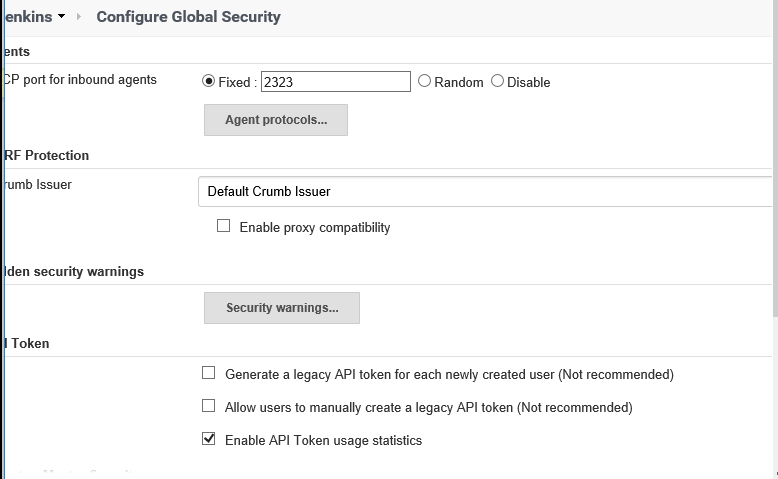 enkins Configure Global Security
ents
CP port for inbound agents Fixed : 2323 Random Disable
Agent protocols...
RF Protection
rumb Issuer Default Crumb Issuer
Enable proxy compatibility
dden security warnings
Security warnings...
I Token
Generate a legacy API token for each newly created user (Not recommended)
Allow users to manually create a legacy API token (Not recommended)
Enable API Token usage statistics